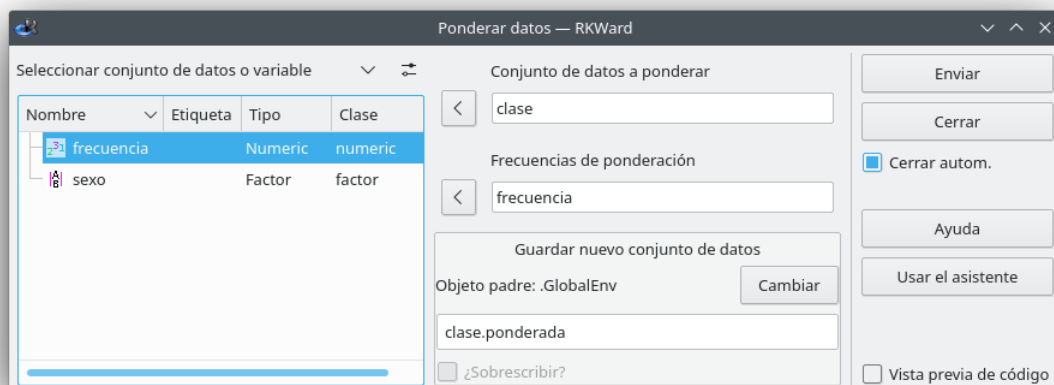 Ponderar datos — RKWard
Seleccionar conjunto de datos o variable
Nombre Etiqueta Tipo Clase
frecuencia Numeric numeric
sexo Factor factor
Conjunto de datos a ponderar
clase
Frecuencias de ponderación
frecuencia
Guardar nuevo conjunto de datos
Objeto padre: .GlobalEnv Cambiar
clase.ponderada
¿Sobrescribir?
Enviar
Cerrar
Cerrar autom.
Ayuda
Usar el asistente
Vista previa de código